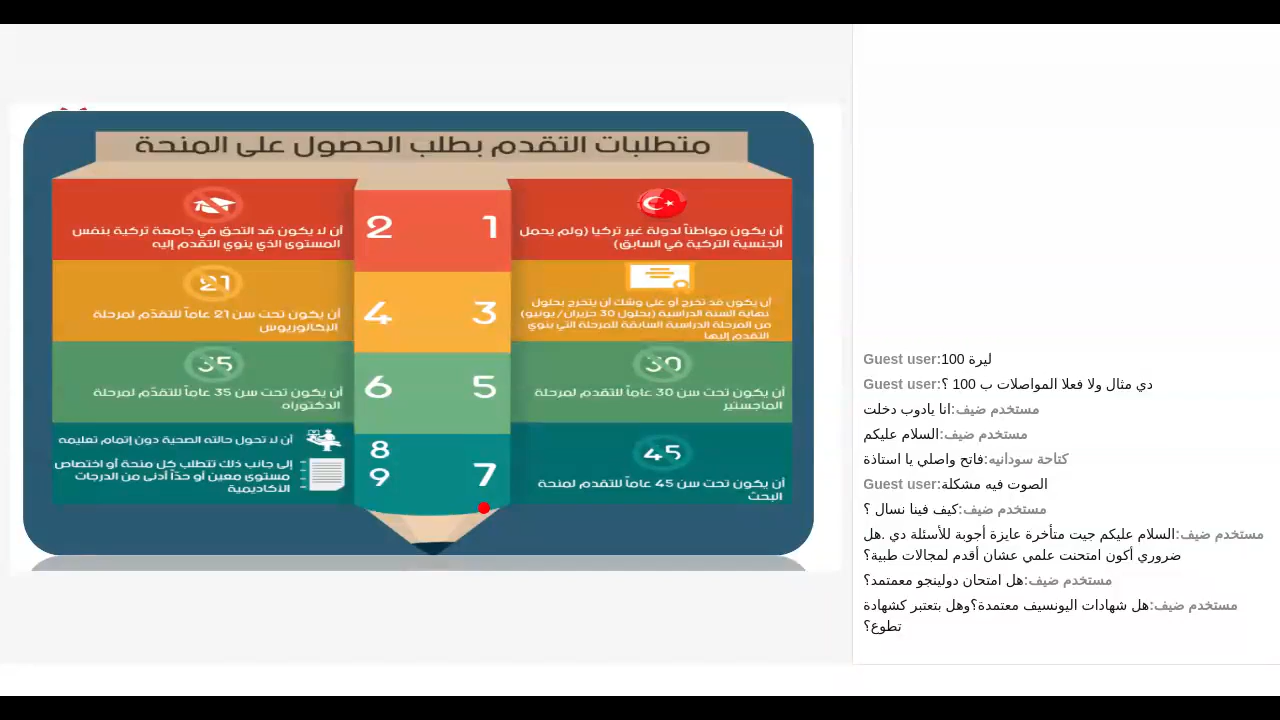 متطلبات التقدم بطلب الحصول على المنحة
1
أن يكون مواطناً لدولة غير تركيا (ولم يحمل
الجنسية التركية في السابق)
2
أن لا يكون قد التحق في جامعة تركية بنفس
المستوى الذي ينوي التقدم إليه
3
أن يكون قد تخرج أو على وشك أن يتخرج بحلول
نهاية السنة الدراسية (بحلول 30 حزيران/يونيو)
من المرحلة الدراسية السابقة للمرحلة التي ينوي
التقدم إليها
4
21
أن يكون تحت سن 21 عاماً للتقدّم لمرحلة
البكالوريوس
5
30
أن يكون تحت سن 30 عاماً للتقدم لمرحلة
الماجستير
6
35
أن يكون تحت سن 35 عاماً للتقدّم لمرحلة
الدكتوراه
7
45
أن يكون تحت سن 45 عاماً للتقدم لمنحة
البحث
8
أن لا تحول حالته الصحية دون إتمام تعليمه
9
إلى جانب ذلك تتطلب كل منحة أو اختصاص
مستوى معين أو حدّاً أدنى من الدرجات
الأكاديمية
Guest user:ليرة 100
Guest user:دي مثال ولا فعلا المواصلات ب 100 ؟
مستخدم ضيف:انا يادوب دخلت
مستخدم ضيف:السلام عليكم
كتاحة سودانيه:فاتح واصلي يا استاذة
Guest user:الصوت فيه مشكلة
مستخدم ضيف:كيف فينا نسال ؟
مستخدم ضيف:السلام عليكم جيت متأخرة عايزة أجوبة للأسئلة دي .هل
ضروري أكون امتحنت علمي عشان أقدم لمجالات طبية؟
مستخدم ضيف:هل امتحان دولينجو معمتمد؟
مستخدم ضيف:هل شهادات اليونسيف معتمدة؟وهل بتعتبر كشهادة
تطوع؟